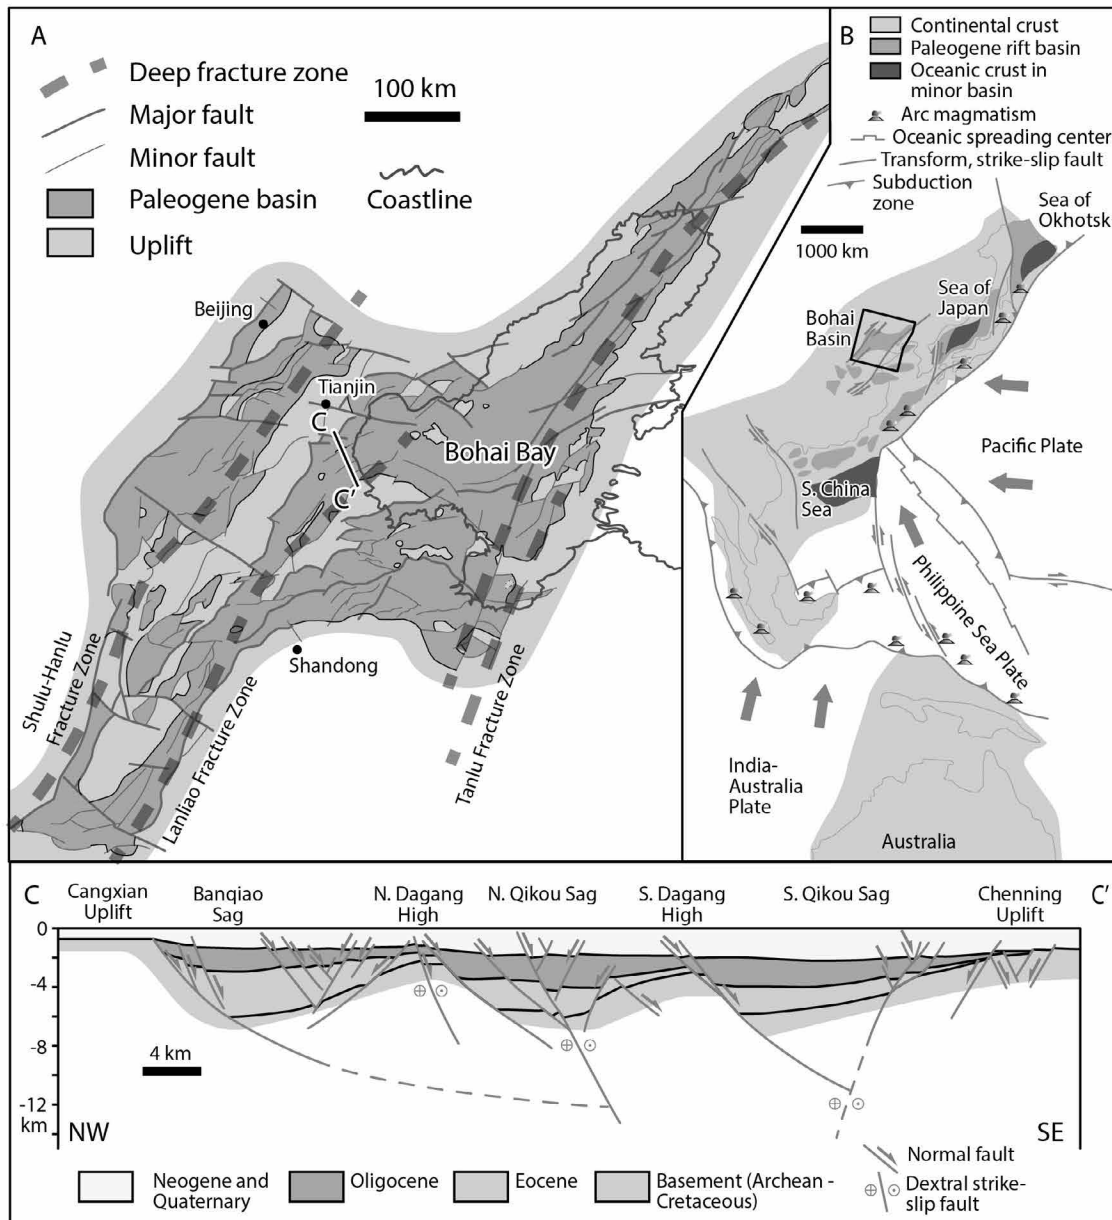 A
Deep fracture zone
Major fault
Minor fault
Paleogene basin
Uplift
100 km
Coastline
Beijing
Tianjin
C
C'
Bohai Bay
Shandong
Shulu-Hanlu
Fracture Zone
Lanliao Fracture Zone
Tanlu Fracture Zone
B
Continental crust
Paleogene rift basin
Oceanic crust in
minor basin
Arc magmatism
Oceanic spreading center
Transform, strike-slip fault
Subduction
zone
1000 km
Sea of
Okhotsk
Sea of
Japan
Bohai
Basin
Pacific Plate
S. China
Sea
Philippine Sea Plate
India-
Australia
Plate
Australia
C
Cangxian
Uplift
Banqiao
Sag
N. Dagang
High
N. Qikou Sag
S. Dagang
High
S. Qikou Sag
Chenning
Uplift
C'
0
-4
-8
-12
km
4 km
NW
SE
Neogene and
Quaternary
Oligocene
Eocene
Basement (Archean -
Cretaceous)
Normal fault
Dextral strike-
slip fault